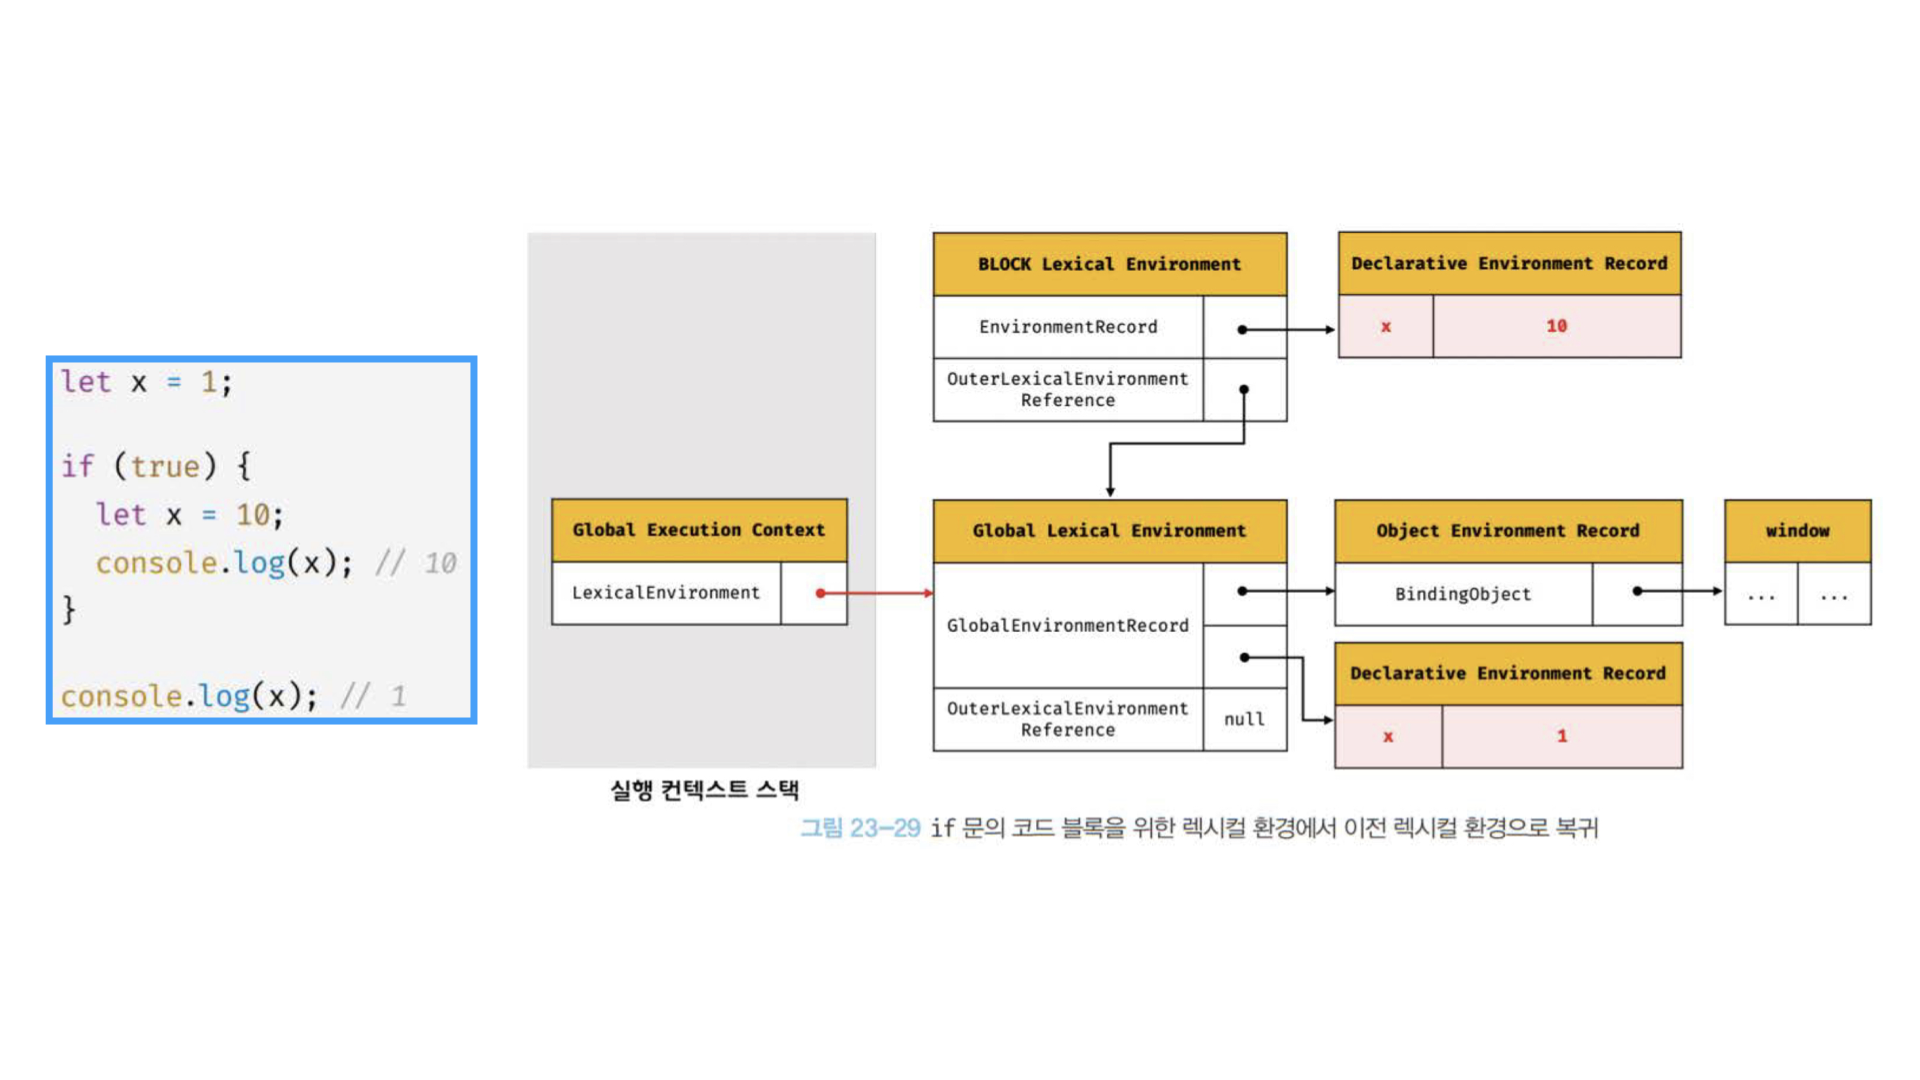 let x = 1;
if (true) {
  let x = 10;
  console.log(x); // 10
}
console.log(x); // 1
Global Execution Context
LexicalEnvironment
실행 컨텍스트 스택
BLOCK Lexical Environment
EnvironmentRecord
OuterLexicalEnvironment
Reference
Declarative Environment Record
x 10
Global Lexical Environment
GlobalEnvironmentRecord
OuterLexicalEnvironment
Reference
null
Object Environment Record
BindingObject
window
... ...
Declarative Environment Record
x 1
그림 23-29 if 문의 코드 블록을 위한 렉시컬 환경에서 이전 렉시컬 환경으로 복귀